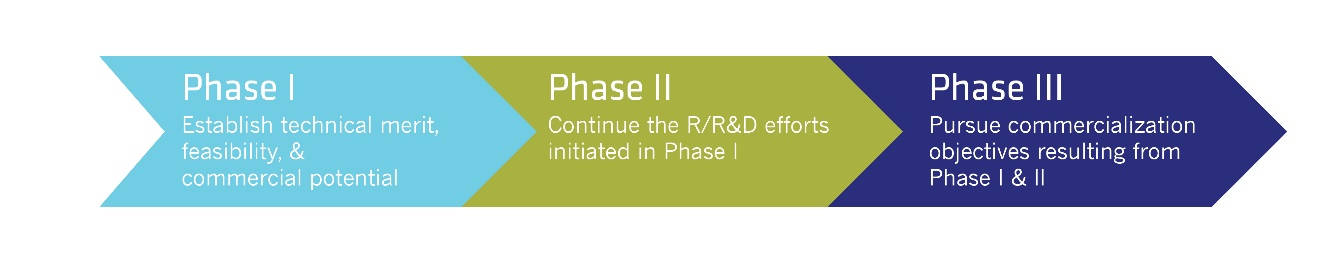 Phase I
Establish technical merit,
feasibility, &
commercial potential
Phase II
Continue the R/R&D efforts
initiated in Phase I
Phase III
Pursue commercialization
objectives resulting from
Phase I & II